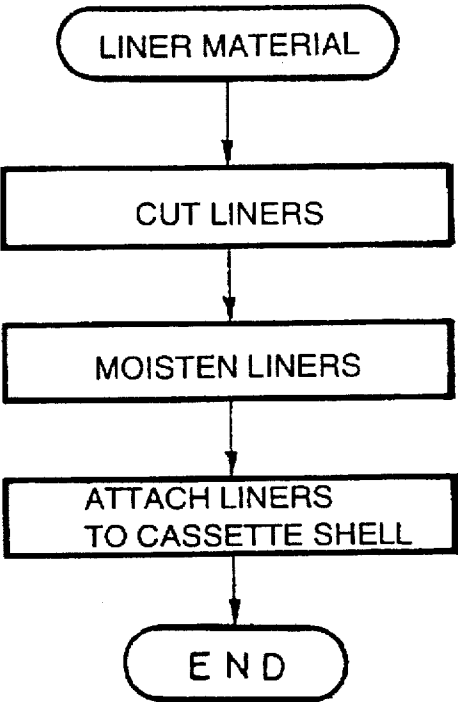 LINER MATERIAL
CUT LINERS
MOISTEN LINERS
ATTACH LINERS
TO CASSETTE SHELL
END